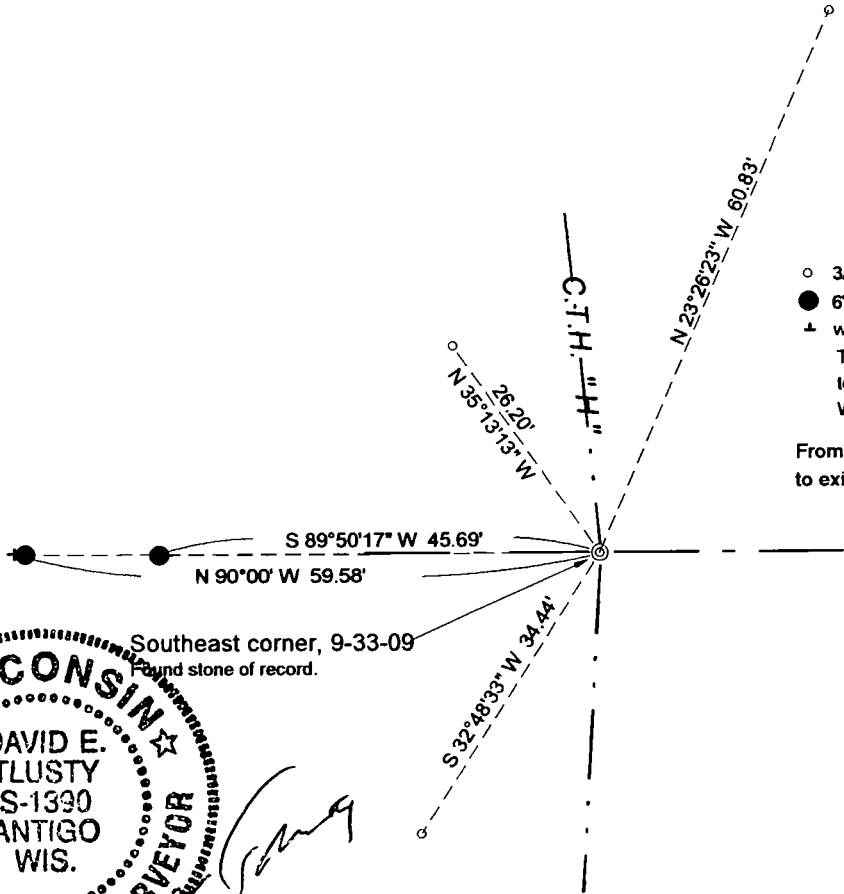 N 23°26'23" W 60.83'
C.T.H. "H"
26.20'
N 35°13'13" W
S 89°50'17" W 45.69'
N 90°00' W 59.58'
Southeast corner, 9-33-09
Found stone of record.
S 32°48'33" W 34.44'
From
to exi
CONSIN
DAVID E.
TLUSTY
S-1390
ANTIGO
WIS.
RVEYOR